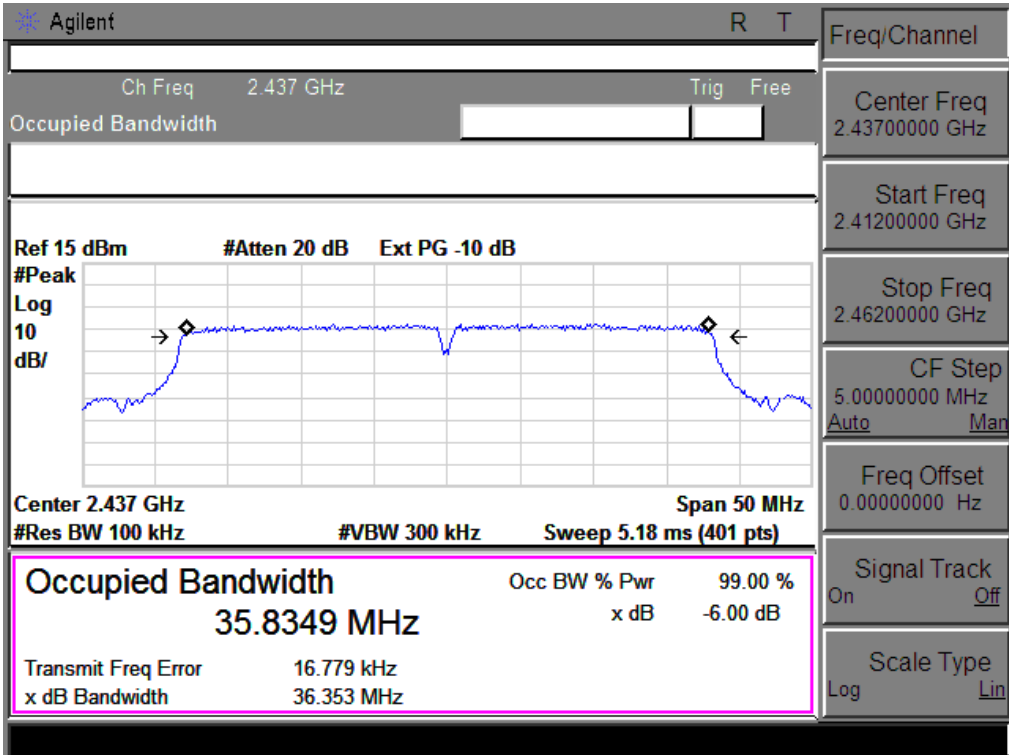 Agilent R T
Ch Freq 2.437 GHz Trig Free
Occupied Bandwidth
Ref 15 dBm #Atten 20 dB Ext PG -10 dB
#Peak
Log
10
dB/
Center 2.437 GHz Span 50 MHz
#Res BW 100 kHz #VBW 300 kHz Sweep 5.18 ms (401 pts)
Occupied Bandwidth Occ BW % Pwr 99.00 %
35.8349 MHz x dB -6.00 dB
Transmit Freq Error 16.779 kHz
x dB Bandwidth 36.353 MHz
Freq/Channel
Center Freq
2.43700000 GHz
Start Freq
2.41200000 GHz
Stop Freq
2.46200000 GHz
CF Step
5.00000000 MHz
Auto Man
Freq Offset
0.00000000 Hz
Signal Track
On Off
Scale Type
Log Lin